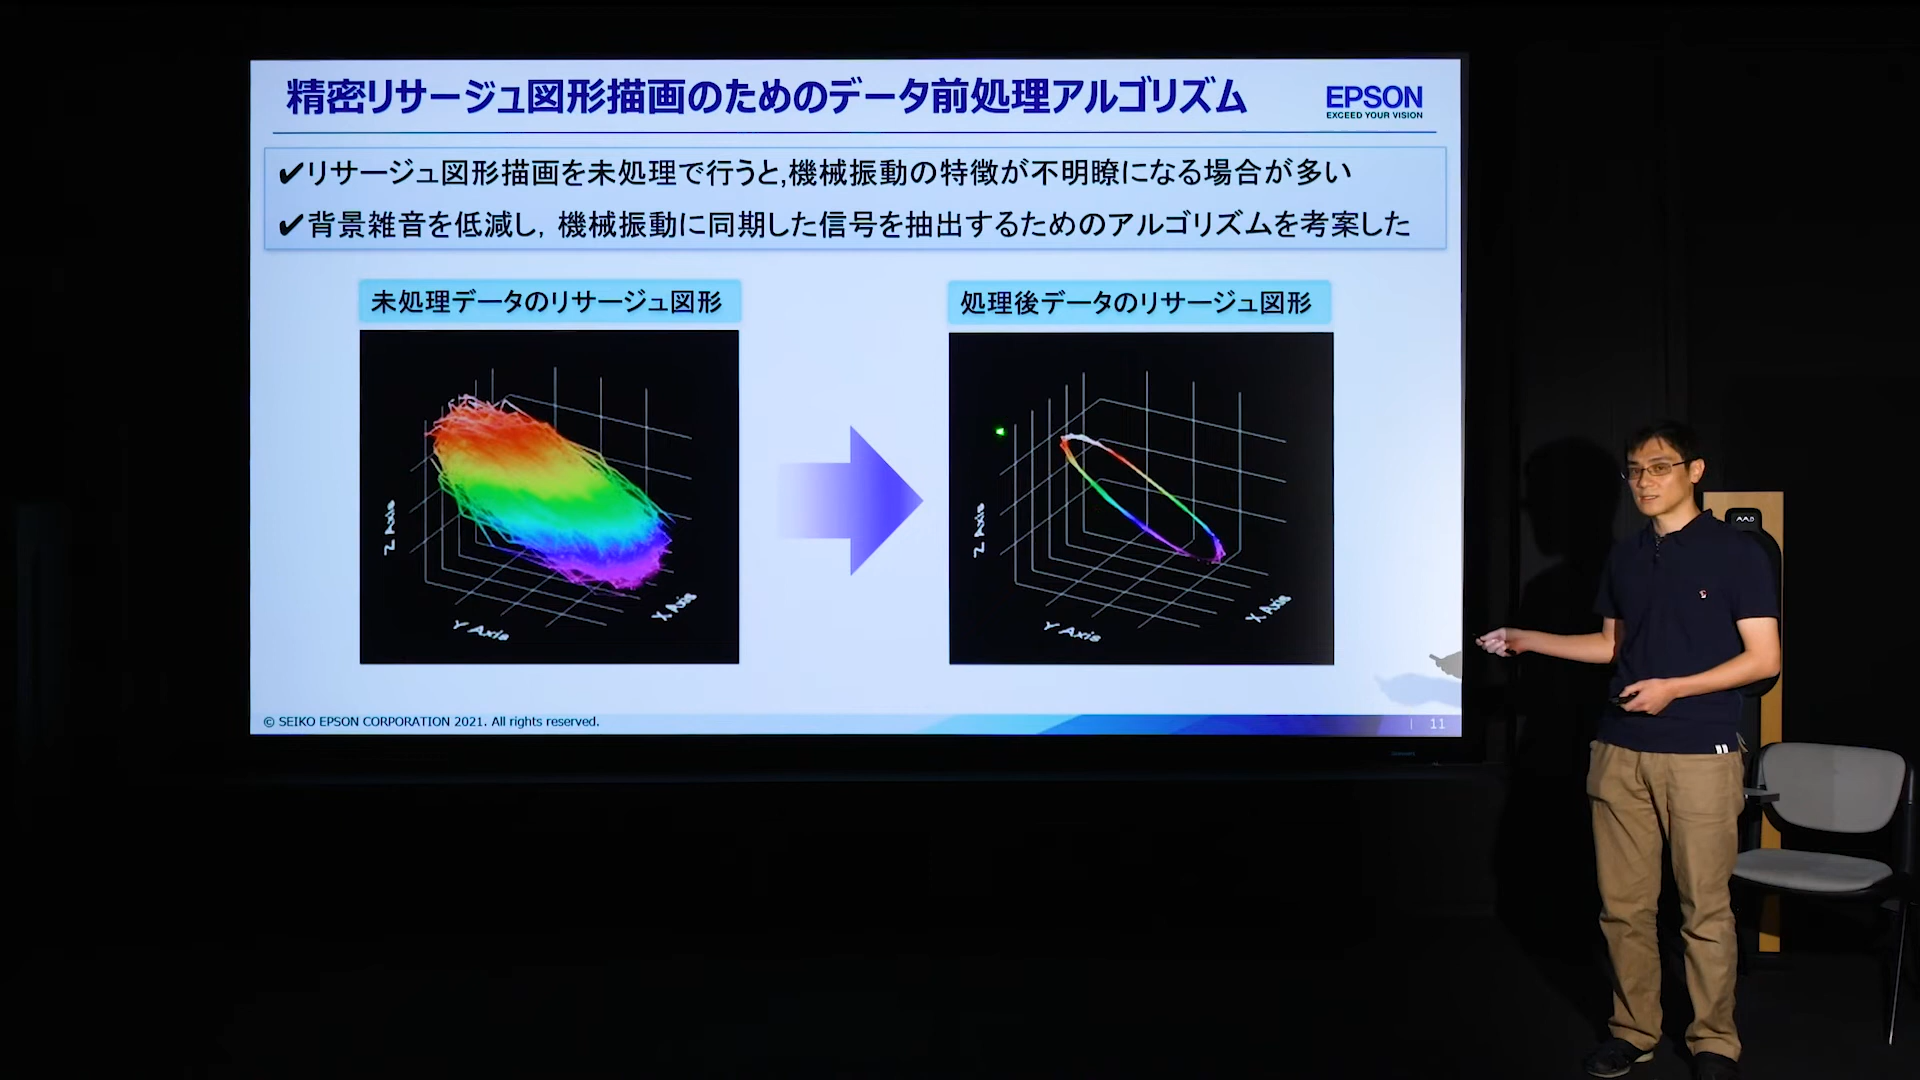 精密リサージュ図形描画のためのデータ前処理アルゴリズム
EPSON
EXCEED YOUR VISION
✔リサージュ図形描画を未処理で行うと,機械振動の特徴が不明瞭になる場合が多い
✔背景雑音を低減し，機械振動に同期した信号を抽出するためのアルゴリズムを考案した
未処理データのリサージュ図形
処理後データのリサージュ図形
Z Axis
Y Axis
X Axis
Z Axis
Y Axis
X Axis
© SEIKO EPSON CORPORATION 2021. All rights reserved.
11